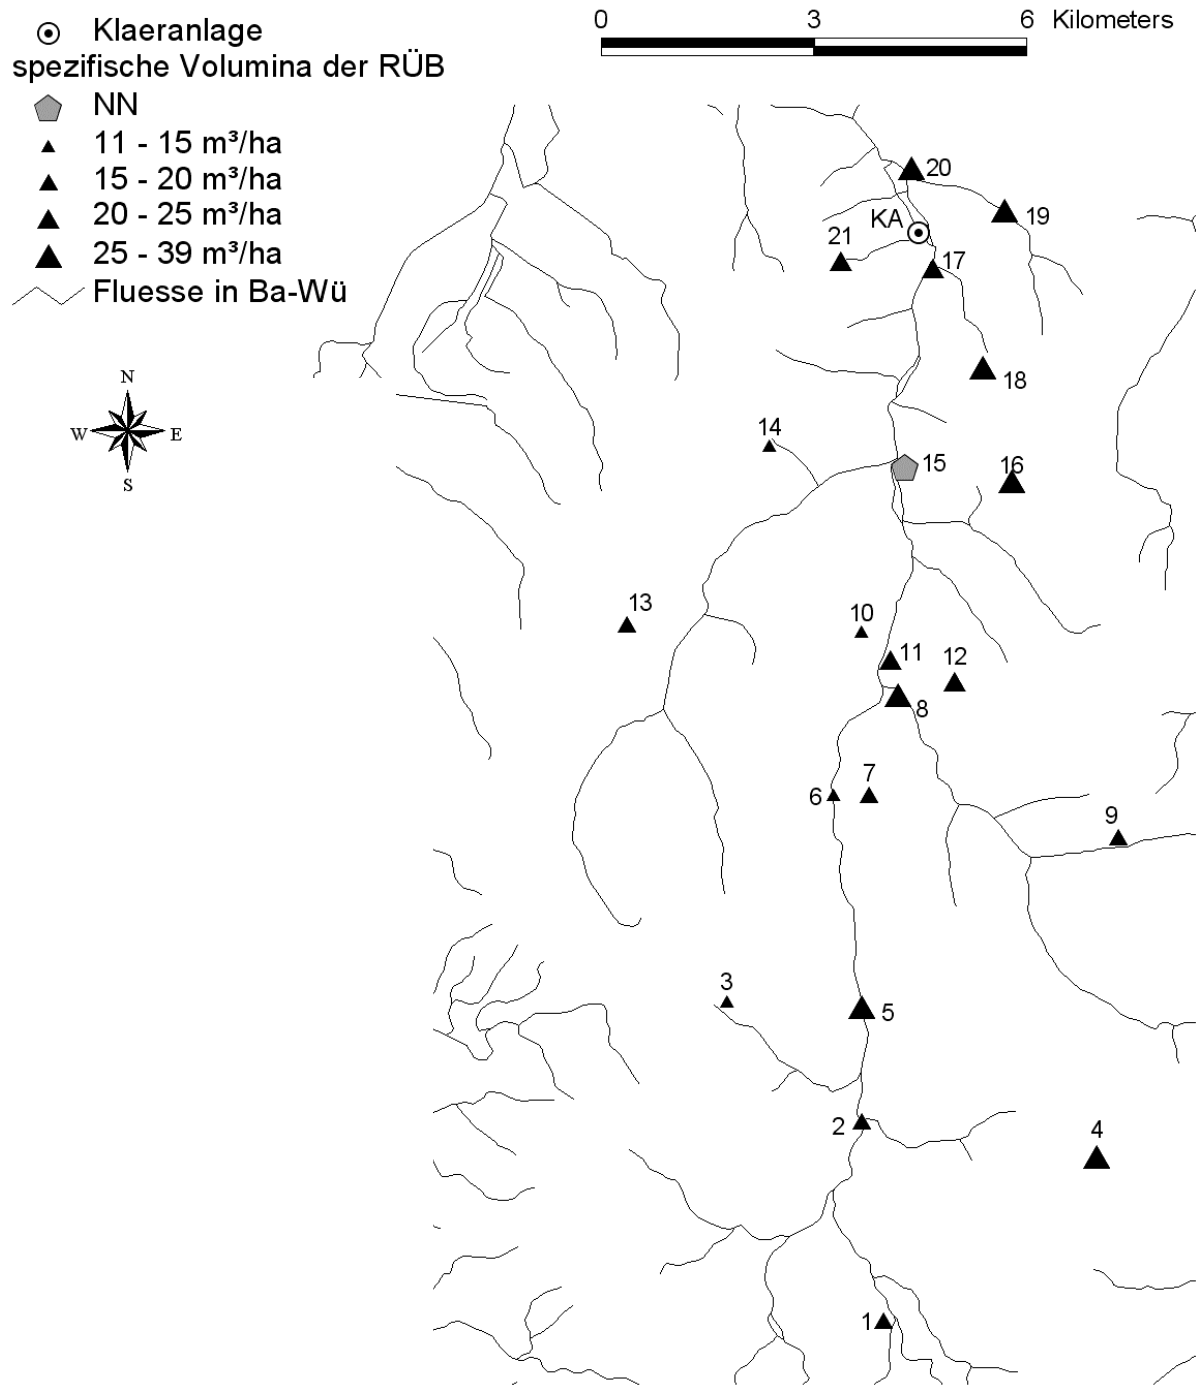 Klaeranlage
spezifische Volumina der RÜB
NN
11 - 15 m³/ha
15 - 20 m³/ha
20 - 25 m³/ha
25 - 39 m³/ha
Fluesse in Ba-Wü
0 3 6 Kilometers
N
W E
S
20
19
KA
21
17
18
14
15
16
13
10
11
12
8
7
6
9
3
5
2
4
1